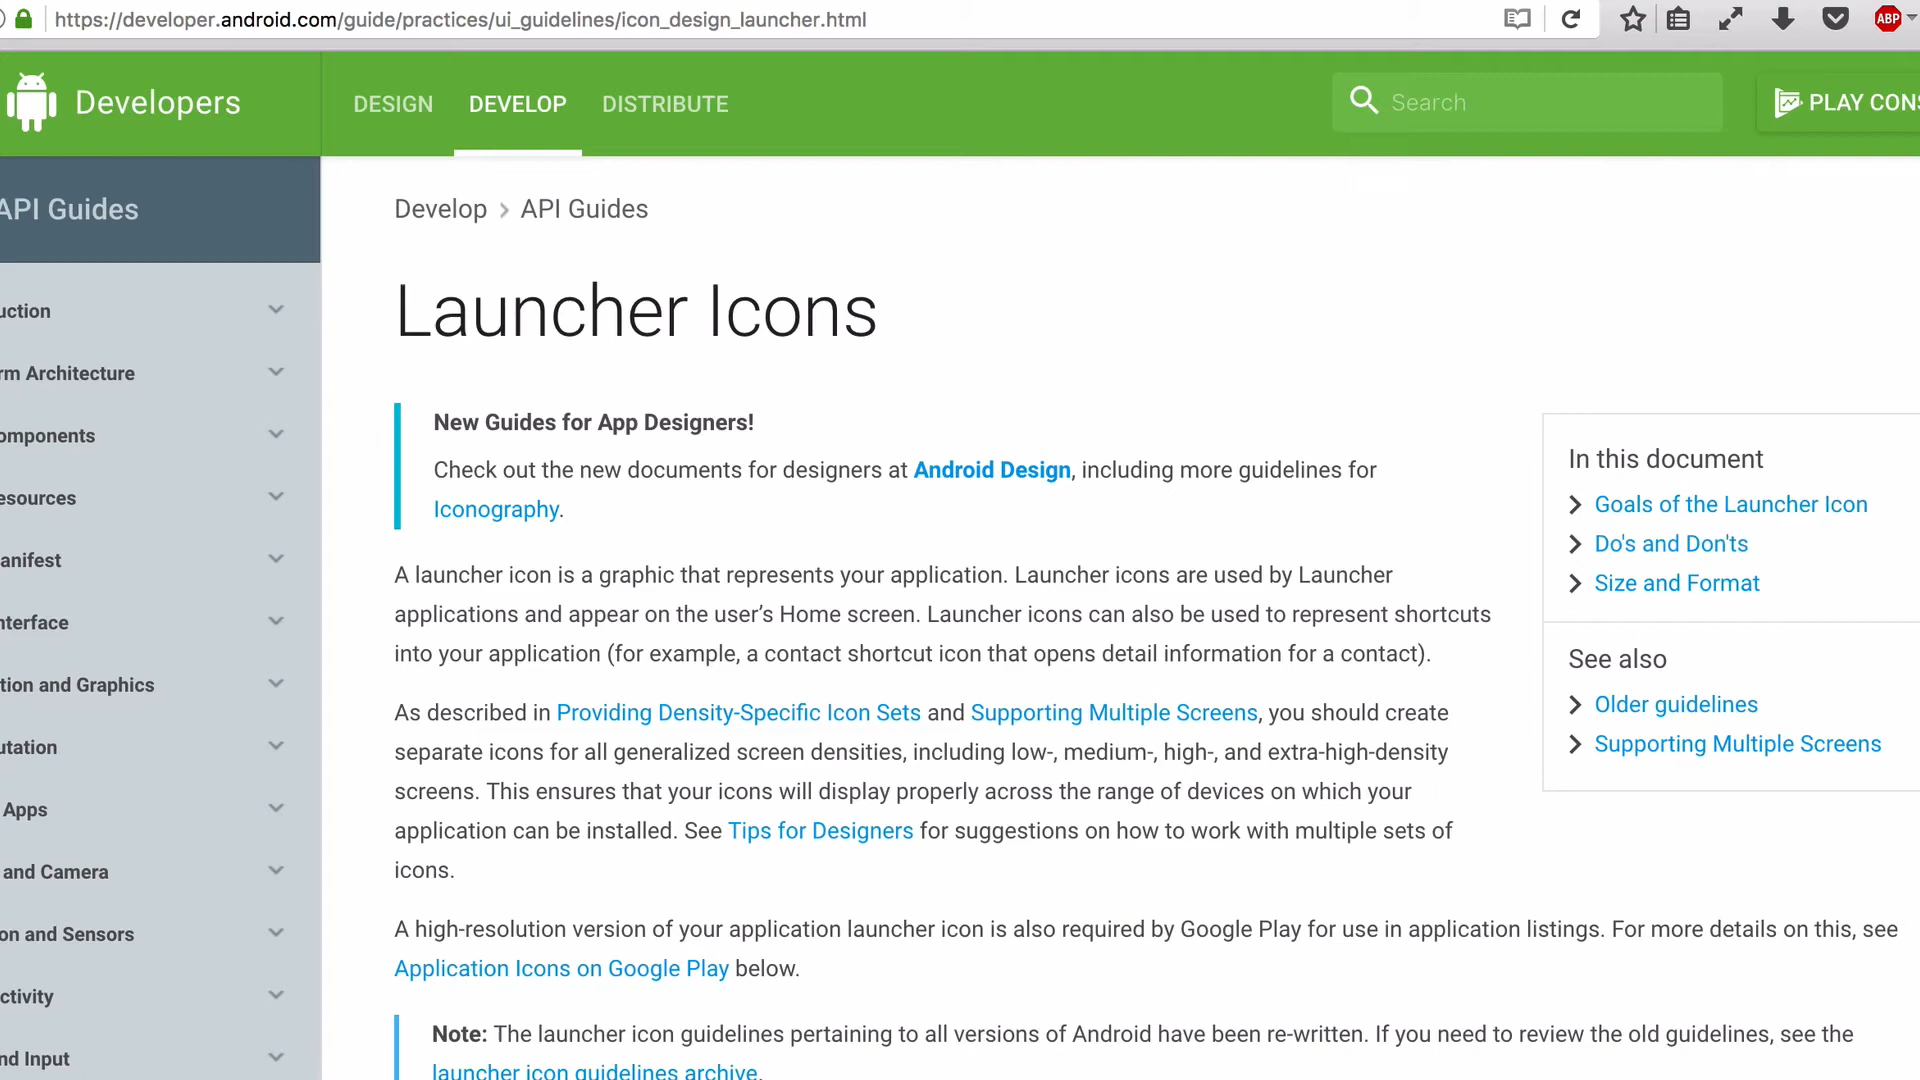 https://developer.android.com/guide/practices/ui_guidelines/icon_design_launcher.html
ABP
Developers
DESIGN
DEVELOP
DISTRIBUTE
Search
PLAY CONS
API Guides
uction
rm Architecture
omponents
esources
anifest
nterface
tion and Graphics
utation
Apps
and Camera
on and Sensors
ctivity
nd Input
Develop > API Guides
Launcher Icons
New Guides for App Designers!
Check out the new documents for designers at Android Design, including more guidelines for
Iconography.
A launcher icon is a graphic that represents your application. Launcher icons are used by Launcher
applications and appear on the user’s Home screen. Launcher icons can also be used to represent shortcuts
into your application (for example, a contact shortcut icon that opens detail information for a contact).
As described in Providing Density-Specific Icon Sets and Supporting Multiple Screens, you should create
separate icons for all generalized screen densities, including low-, medium-, high-, and extra-high-density
screens. This ensures that your icons will display properly across the range of devices on which your
application can be installed. See Tips for Designers for suggestions on how to work with multiple sets of
icons.
A high-resolution version of your application launcher icon is also required by Google Play for use in application listings. For more details on this, see
Application Icons on Google Play below.
Note: The launcher icon guidelines pertaining to all versions of Android have been re-written. If you need to review the old guidelines, see the
launcher icon guidelines archive.
In this document
Goals of the Launcher Icon
Do's and Don'ts
Size and Format
See also
Older guidelines
Supporting Multiple Screens